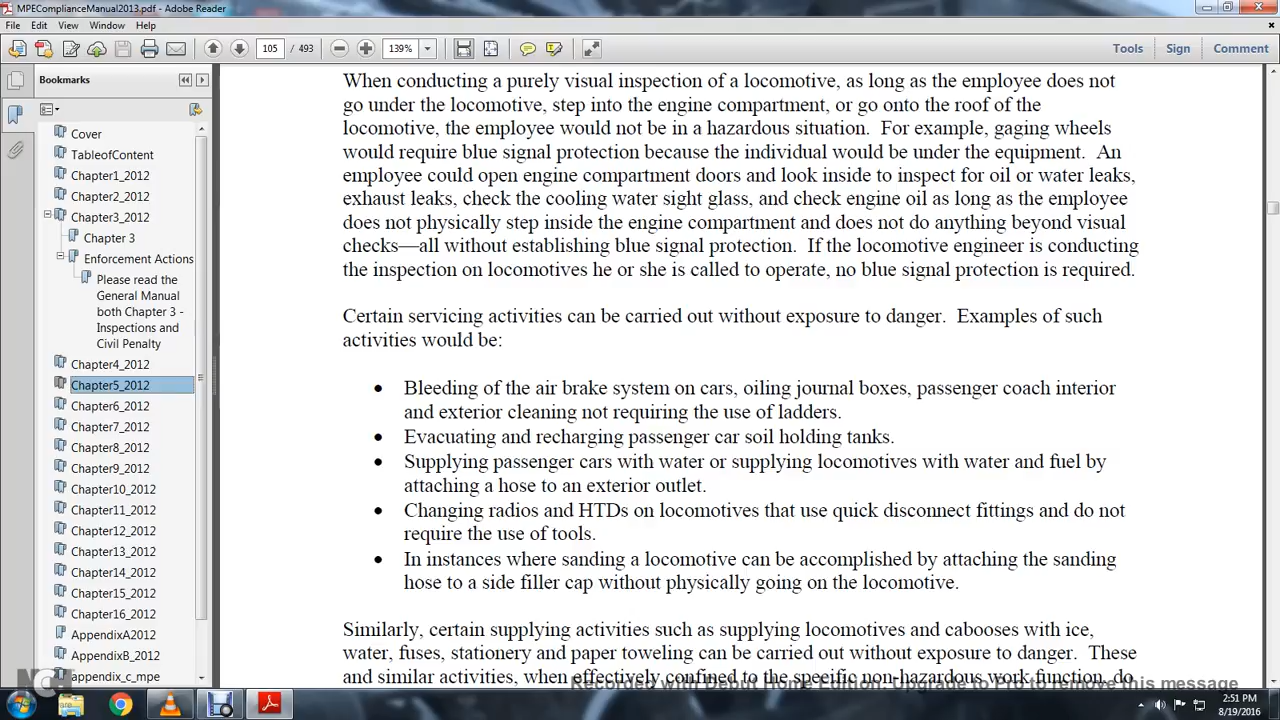 MPEComplianceManual2013.pdf - Adobe Reader
File Edit View Window Help
105 / 493 139% Tools Sign Comment
Bookmarks
Cover
TableofContent
Chapter1_2012
Chapter2_2012
Chapter3_2012
Chapter 3
Enforcement Actions
Please read the
General Manual
both Chapter 3 -
Inspections and
Civil Penalty
Chapter4_2012
Chapter5_2012
Chapter6_2012
Chapter7_2012
Chapter8_2012
Chapter9_2012
Chapter10_2012
Chapter11_2012
Chapter12_2012
Chapter13_2012
Chapter14_2012
Chapter15_2012
Chapter16_2012
AppendixA2012
AppendixB_2012
appendix_c_mpe
When conducting a purely visual inspection of a locomotive, as long as the employee does not
go under the locomotive, step into the engine compartment, or go onto the roof of the
locomotive, the employee would not be in a hazardous situation. For example, gaging wheels
would require blue signal protection because the individual would be under the equipment. An
employee could open engine compartment doors and look inside to inspect for oil or water leaks,
exhaust leaks, check the cooling water sight glass, and check engine oil as long as the employee
does not physically step inside the engine compartment and does not do anything beyond visual
checks—all without establishing blue signal protection. If the locomotive engineer is conducting
the inspection on locomotives he or she is called to operate, no blue signal protection is required.
Certain servicing activities can be carried out without exposure to danger. Examples of such
activities would be:
• Bleeding of the air brake system on cars, oiling journal boxes, passenger coach interior
and exterior cleaning not requiring the use of ladders.
• Evacuating and recharging passenger car soil holding tanks.
• Supplying passenger cars with water or supplying locomotives with water and fuel by
attaching a hose to an exterior outlet.
• Changing radios and HTDs on locomotives that use quick disconnect fittings and do not
require the use of tools.
• In instances where sanding a locomotive can be accomplished by attaching the sanding
hose to a side filler cap without physically going on the locomotive.
Similarly, certain supplying activities such as supplying locomotives and cabooses with ice,
water, fuses, stationery and paper toweling can be carried out without exposure to danger. These
and similar activities, when effectively confined to the specific non-hazardous work function, do
Recorded with Debut Home Edition. Upgrade to Pro to remove this message
NCH
2:51 PM
8/19/2016